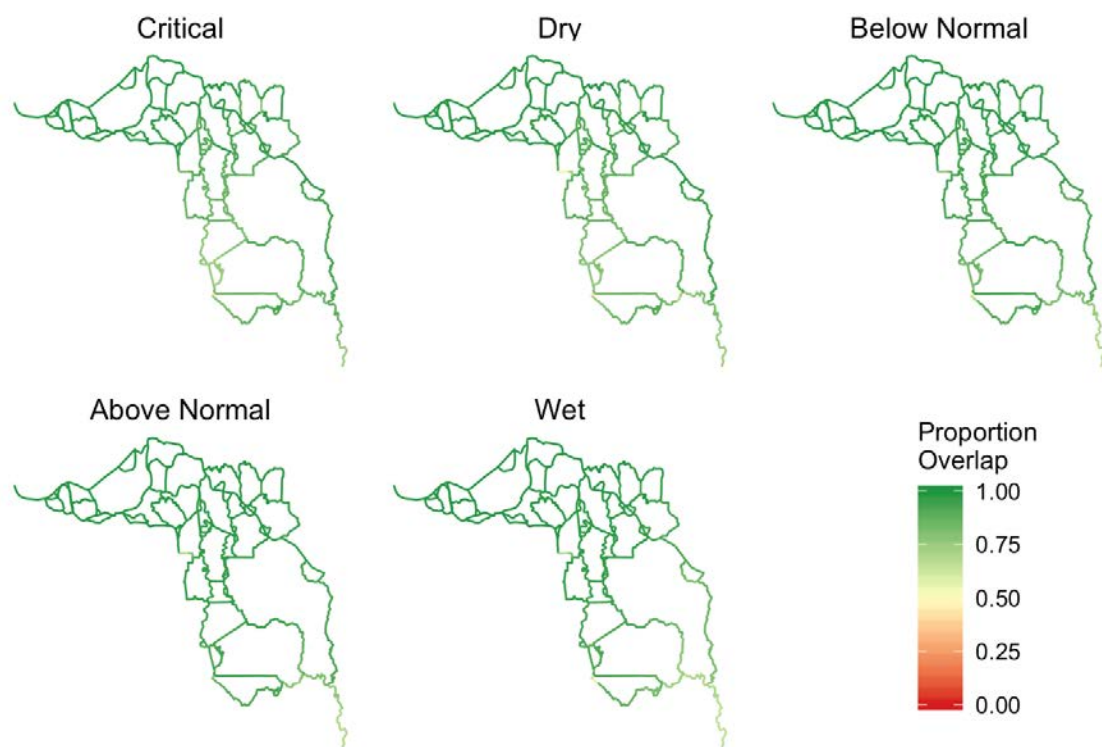 Critical
Dry
Below Normal
Above Normal
Wet
Proportion
Overlap
1.00
0.75
0.50
0.25
0.00